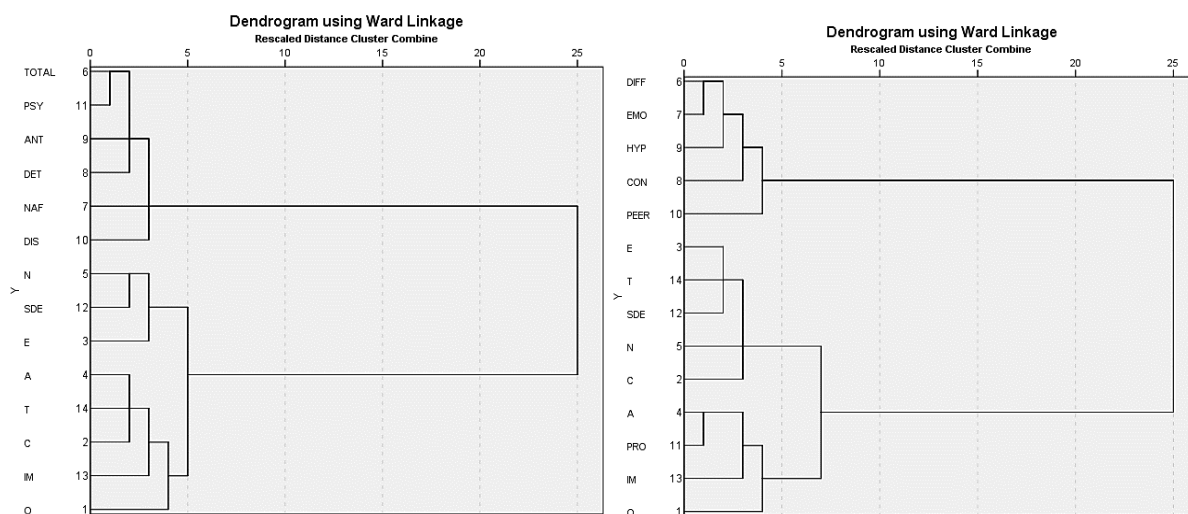 Dendrogram using Ward Linkage
Rescaled Distance Cluster Combine
0 5 10 15 20 25
TOTAL 6
PSY 11
ANT 9
DET 8
NAF 7
DIS 10
N 5
SDE 12
E 3
A 4
T 14
C 2
IM 13
O 1
Y
Dendrogram using Ward Linkage
Rescaled Distance Cluster Combine
0 5 10 15 20 25
DIFF 6
EMO 7
HYP 9
CON 8
PEER 10
E 3
T 14
SDE 12
N 5
C 2
A 4
PRO 11
IM 13
O 1
Y